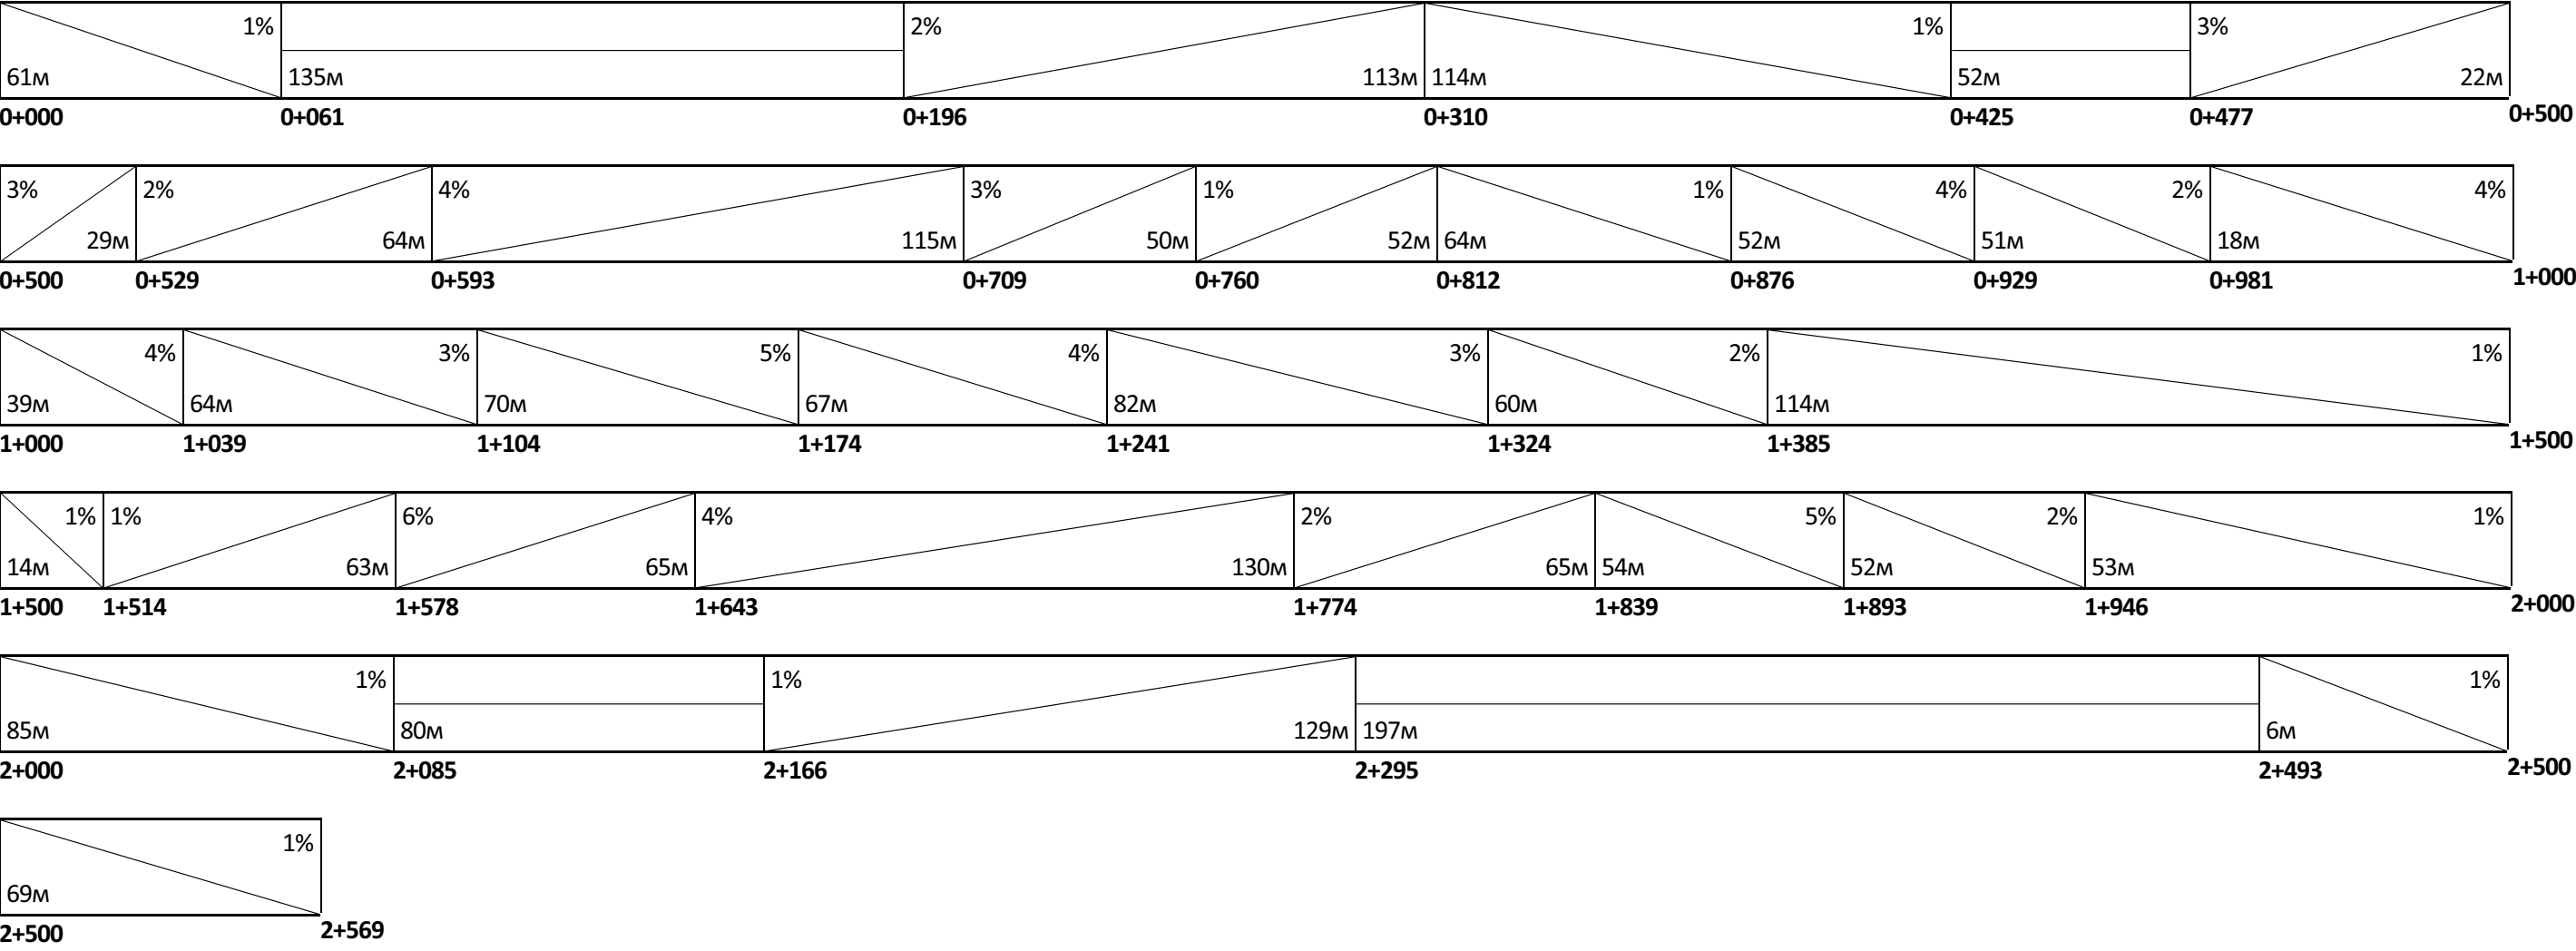 1% 2% 1% 3%
61м 135м 113м 114м 52м 22м
0+000 0+061 0+196 0+310 0+425 0+477 0+500
3% 2% 4% 3% 1% 1% 4% 2% 4%
29м 64м 115м 50м 52м 64м 52м 51м 18м
0+500 0+529 0+593 0+709 0+760 0+812 0+876 0+929 0+981 1+000
4% 3% 5% 4% 3% 2% 1%
39м 64м 70м 67м 82м 60м 114м
1+000 1+039 1+104 1+174 1+241 1+324 1+385 1+500
1% 1% 6% 4% 2% 5% 2% 1%
14м 63м 65м 130м 65м 54м 52м 53м
1+500 1+514 1+578 1+643 1+774 1+839 1+893 1+946 2+000
1% 1% 1%
85м 80м 129м 197м 6м
2+000 2+085 2+166 2+295 2+493 2+500
1%
69м
2+500 2+569